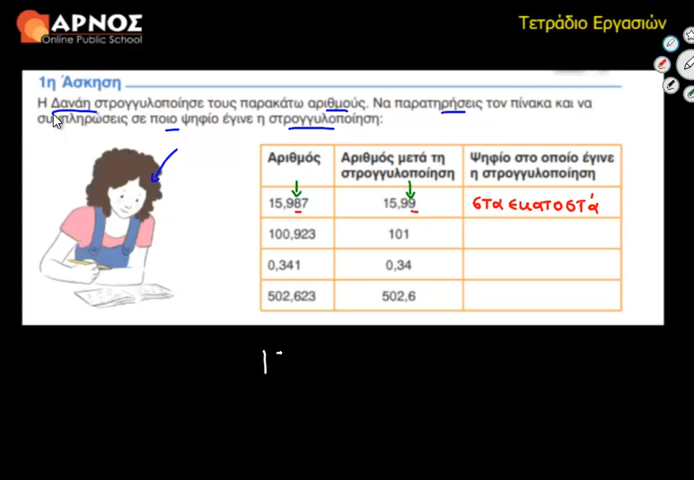 ΑΡΝΟΣ
Online Public School
Τετράδιο Εργασιών
1η Άσκηση
Η Δανάη στρογγυλοποίησε τους παρακάτω αριθμούς. Να παρατηρήσεις τον πίνακα και να
συμπληρώσεις σε ποιο ψηφίο έγινε η στρογγυλοποίηση:
Αριθμός
Αριθμός μετά τη
στρογγυλοποίηση
Ψηφίο στο οποίο έγινε
η στρογγυλοποίηση
15,987 15,99 στα εκατοστά
100,923 101
0,341 0,34
502,623 502,6